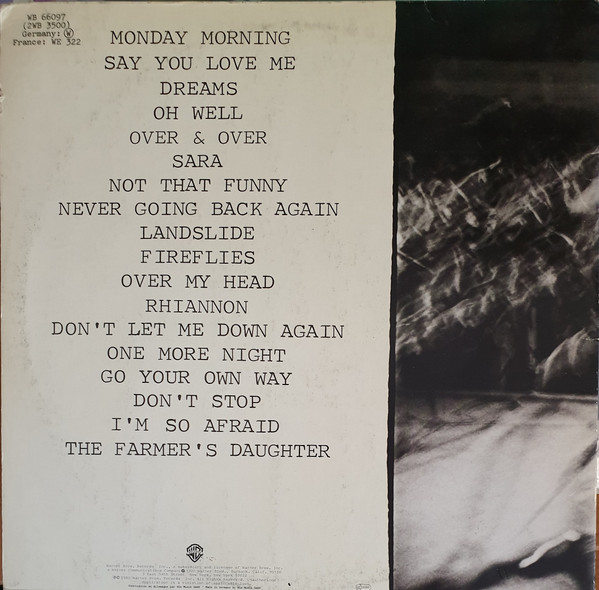 WB 66097
(2WB 3500)
Germany: W
France: WE 322
MONDAY MORNING
SAY YOU LOVE ME
DREAMS
OH WELL
OVER & OVER
SARA
NOT THAT FUNNY
NEVER GOING BACK AGAIN
LANDSLIDE
FIREFLIES
OVER MY HEAD
RHIANNON
DON'T LET ME DOWN AGAIN
ONE MORE NIGHT
GO YOUR OWN WAY
DON'T STOP
I'M SO AFRAID
THE FARMER'S DAUGHTER